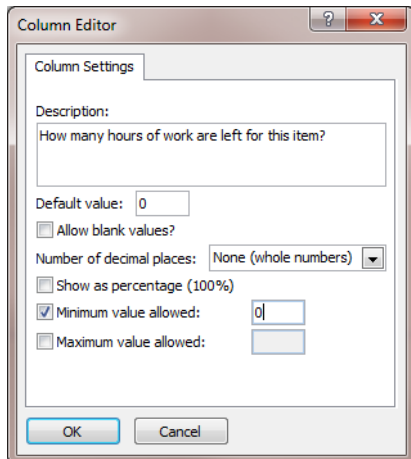 Column Editor
?
X
Column Settings
Description:
How many hours of work are left for this item?
Default value: 0
Allow blank values?
Number of decimal places: None (whole numbers)
Show as percentage (100%)
Minimum value allowed: 0
Maximum value allowed:
OK Cancel